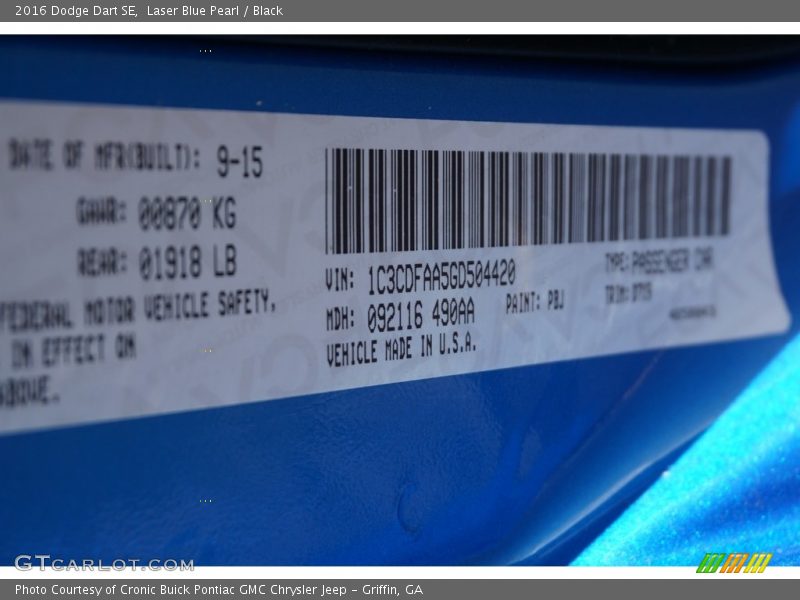 2016 Dodge Dart SE,  Laser Blue Pearl / Black
DATE OF MFR(BUILT): 9-15
GAWR: 00870 KG
REAR: 01918 LB
FEDERAL MOTOR VEHICLE SAFETY,
IN EFFECT ON
ABOVE.
VIN: 1C3CDFAA5GD504420
TYPE: PASSENGER CAR
MDH: 092116 490AA
PAINT: PBJ
TRIM:
VEHICLE MADE IN U.S.A.
GTCARLOT.COM
Photo Courtesy of Cronic Buick Pontiac GMC Chrysler Jeep – Griffin, GA